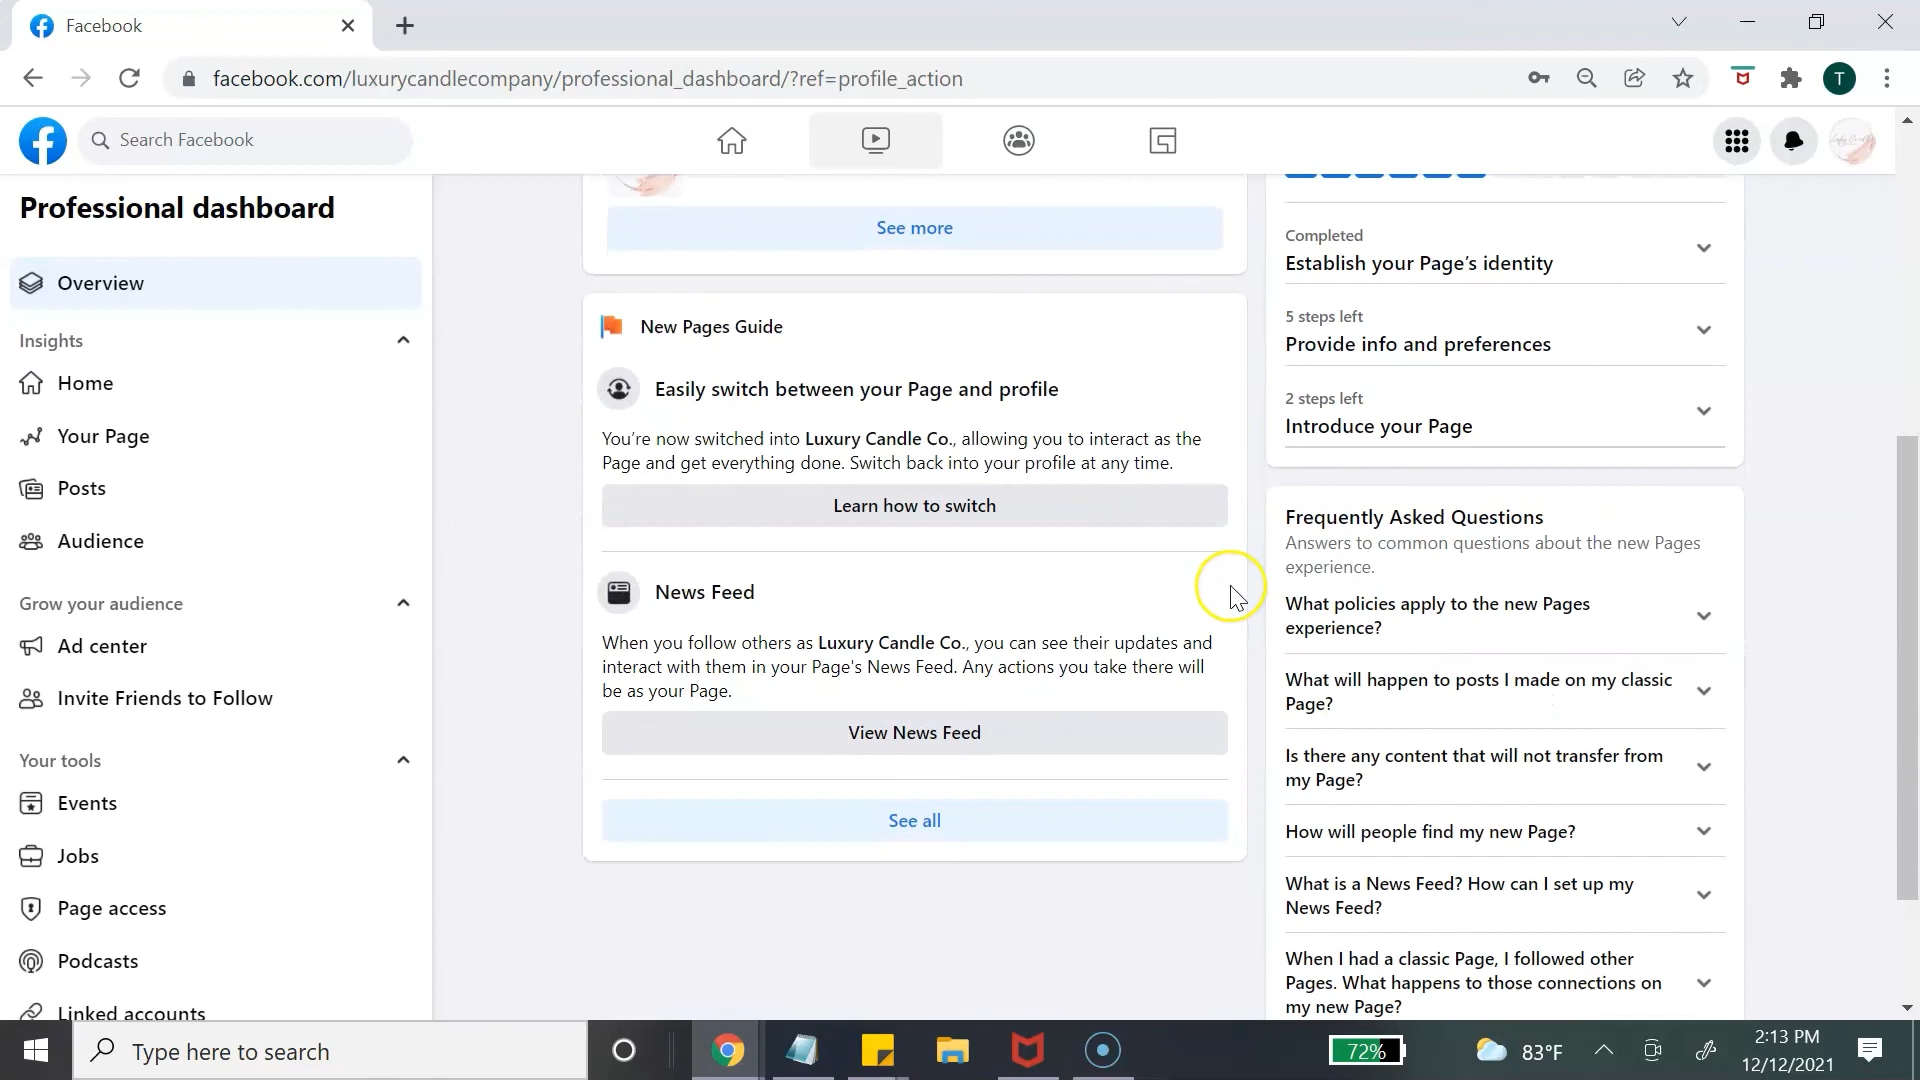 Facebook
facebook.com/luxurycandlecompany/professional_dashboard/?ref=profile_action
T
Search Facebook
Professional dashboard
Overview
Insights
Home
Your Page
Posts
Audience
Grow your audience
Ad center
Invite Friends to Follow
Your tools
Events
Jobs
Page access
Podcasts
Linked accounts
See more
New Pages Guide
Easily switch between your Page and profile
You're now switched into Luxury Candle Co., allowing you to interact as the
Page and get everything done. Switch back into your profile at any time.
Learn how to switch
News Feed
When you follow others as Luxury Candle Co., you can see their updates and
interact with them in your Page's News Feed. Any actions you take there will
be as your Page.
View News Feed
See all
Completed
Establish your Page's identity
5 steps left
Provide info and preferences
2 steps left
Introduce your Page
Frequently Asked Questions
Answers to common questions about the new Pages
experience.
What policies apply to the new Pages
experience?
What will happen to posts I made on my classic
Page?
Is there any content that will not transfer from
my Page?
How will people find my new Page?
What is a News Feed? How can I set up my
News Feed?
When I had a classic Page, I followed other
Pages. What happens to those connections on
my new Page?
Type here to search
72%
83°F
2:13 PM
12/12/2021